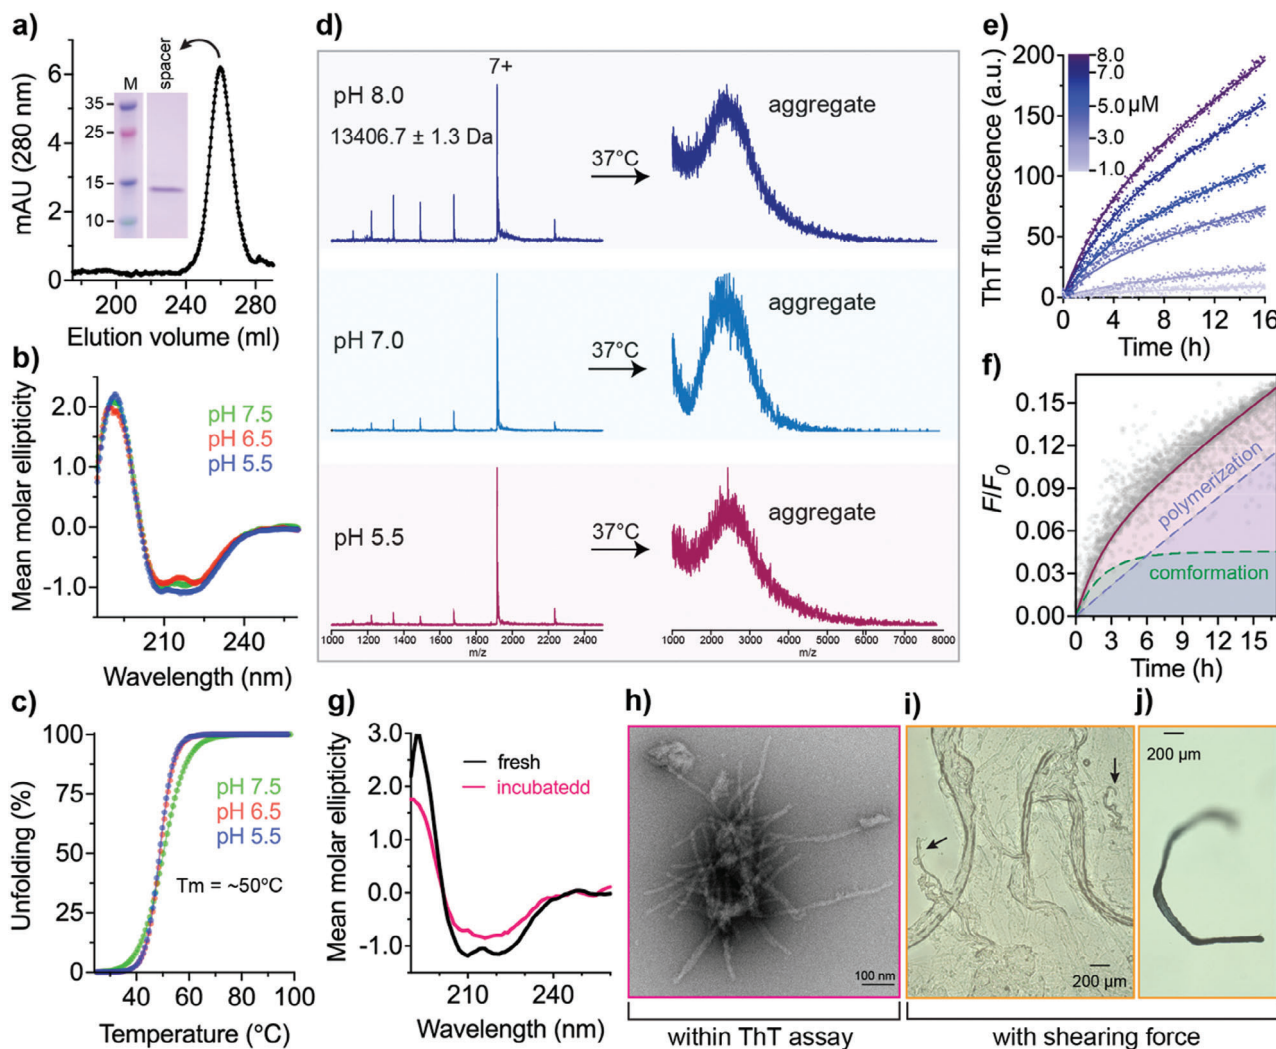 a)
mAU (280 nm)
6
4
2
0
M
spacer
35
25
15
10
200
240
280
Elution volume (ml)
b)
Mean molar ellipticity
2.0
1.0
0.0
-1.0
pH 7.5
pH 6.5
pH 5.5
210
240
Wavelength (nm)
c)
Unfolding (%)
100
75
50
25
0
pH 7.5
pH 6.5
pH 5.5
Tm = ~50°C
40
60
80
100
Temperature (°C)
d)
7+
pH 8.0
13406.7 ± 1.3 Da
37°C
aggregate
pH 7.0
37°C
aggregate
pH 5.5
37°C
aggregate
1000 1200 1400 1600 1800 2000 2200 2400
m/z
1000 2000 3000 4000 5000 6000 7000 8000
m/z
e)
ThT fluorescence (a.u.)
200
150
100
50
0
8.0
7.0
5.0 µM
3.0
1.0
0 4 8 12 16
Time (h)
f)
F/F0
0.15
0.12
0.09
0.06
0.03
0.00
polymerization
comformation
0 3 6 9 12 15
Time (h)
g)
Mean molar ellipticity
3.0
2.0
1.0
0.0
-1.0
fresh
incubatedd
210
240
Wavelength (nm)
h)
100 nm
within ThT assay
i)
200 µm
j)
200 µm
with shearing force